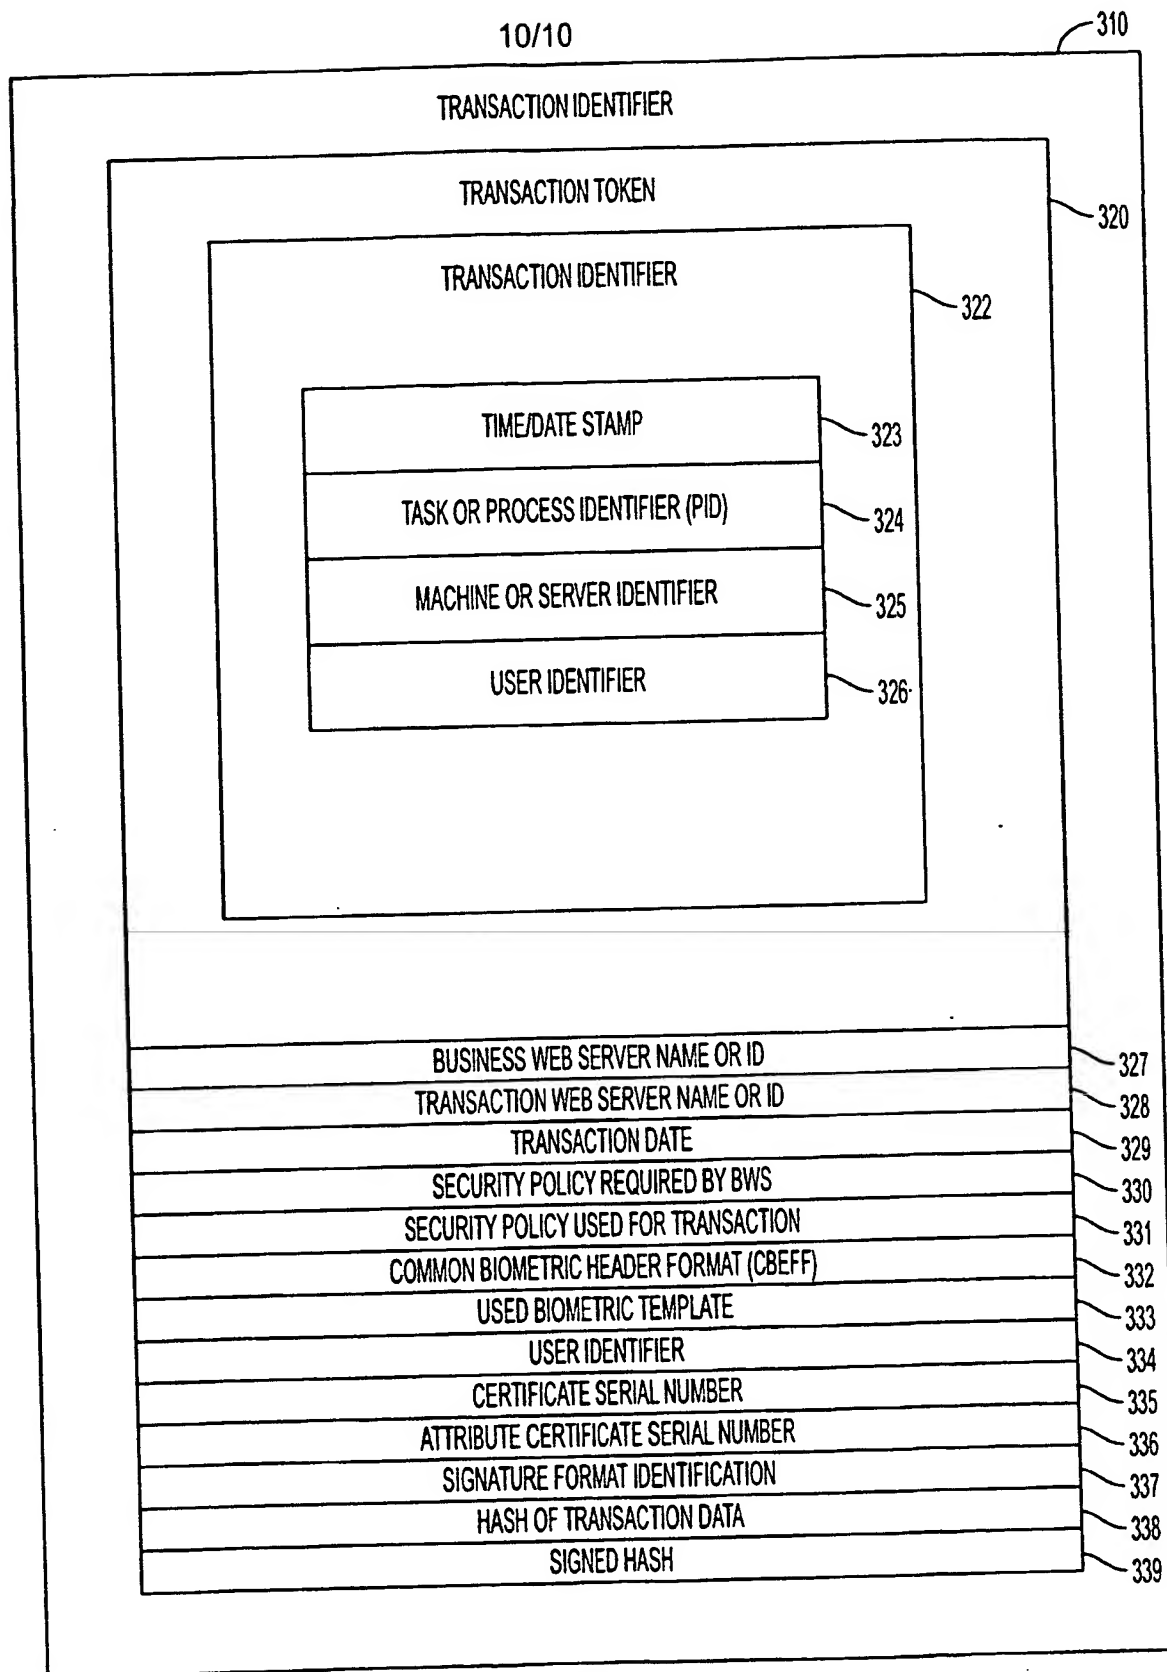 10/10
310
TRANSACTION IDENTIFIER
TRANSACTION TOKEN
320
TRANSACTION IDENTIFIER
322
TIME/DATE STAMP
323
TASK OR PROCESS IDENTIFIER (PID)
324
MACHINE OR SERVER IDENTIFIER
325
USER IDENTIFIER
326
BUSINESS WEB SERVER NAME OR ID
327
TRANSACTION WEB SERVER NAME OR ID
328
TRANSACTION DATE
329
SECURITY POLICY REQUIRED BY BWS
330
SECURITY POLICY USED FOR TRANSACTION
331
COMMON BIOMETRIC HEADER FORMAT (CBEFF)
332
USED BIOMETRIC TEMPLATE
333
USER IDENTIFIER
334
CERTIFICATE SERIAL NUMBER
335
ATTRIBUTE CERTIFICATE SERIAL NUMBER
336
SIGNATURE FORMAT IDENTIFICATION
337
HASH OF TRANSACTION DATA
338
SIGNED HASH
339